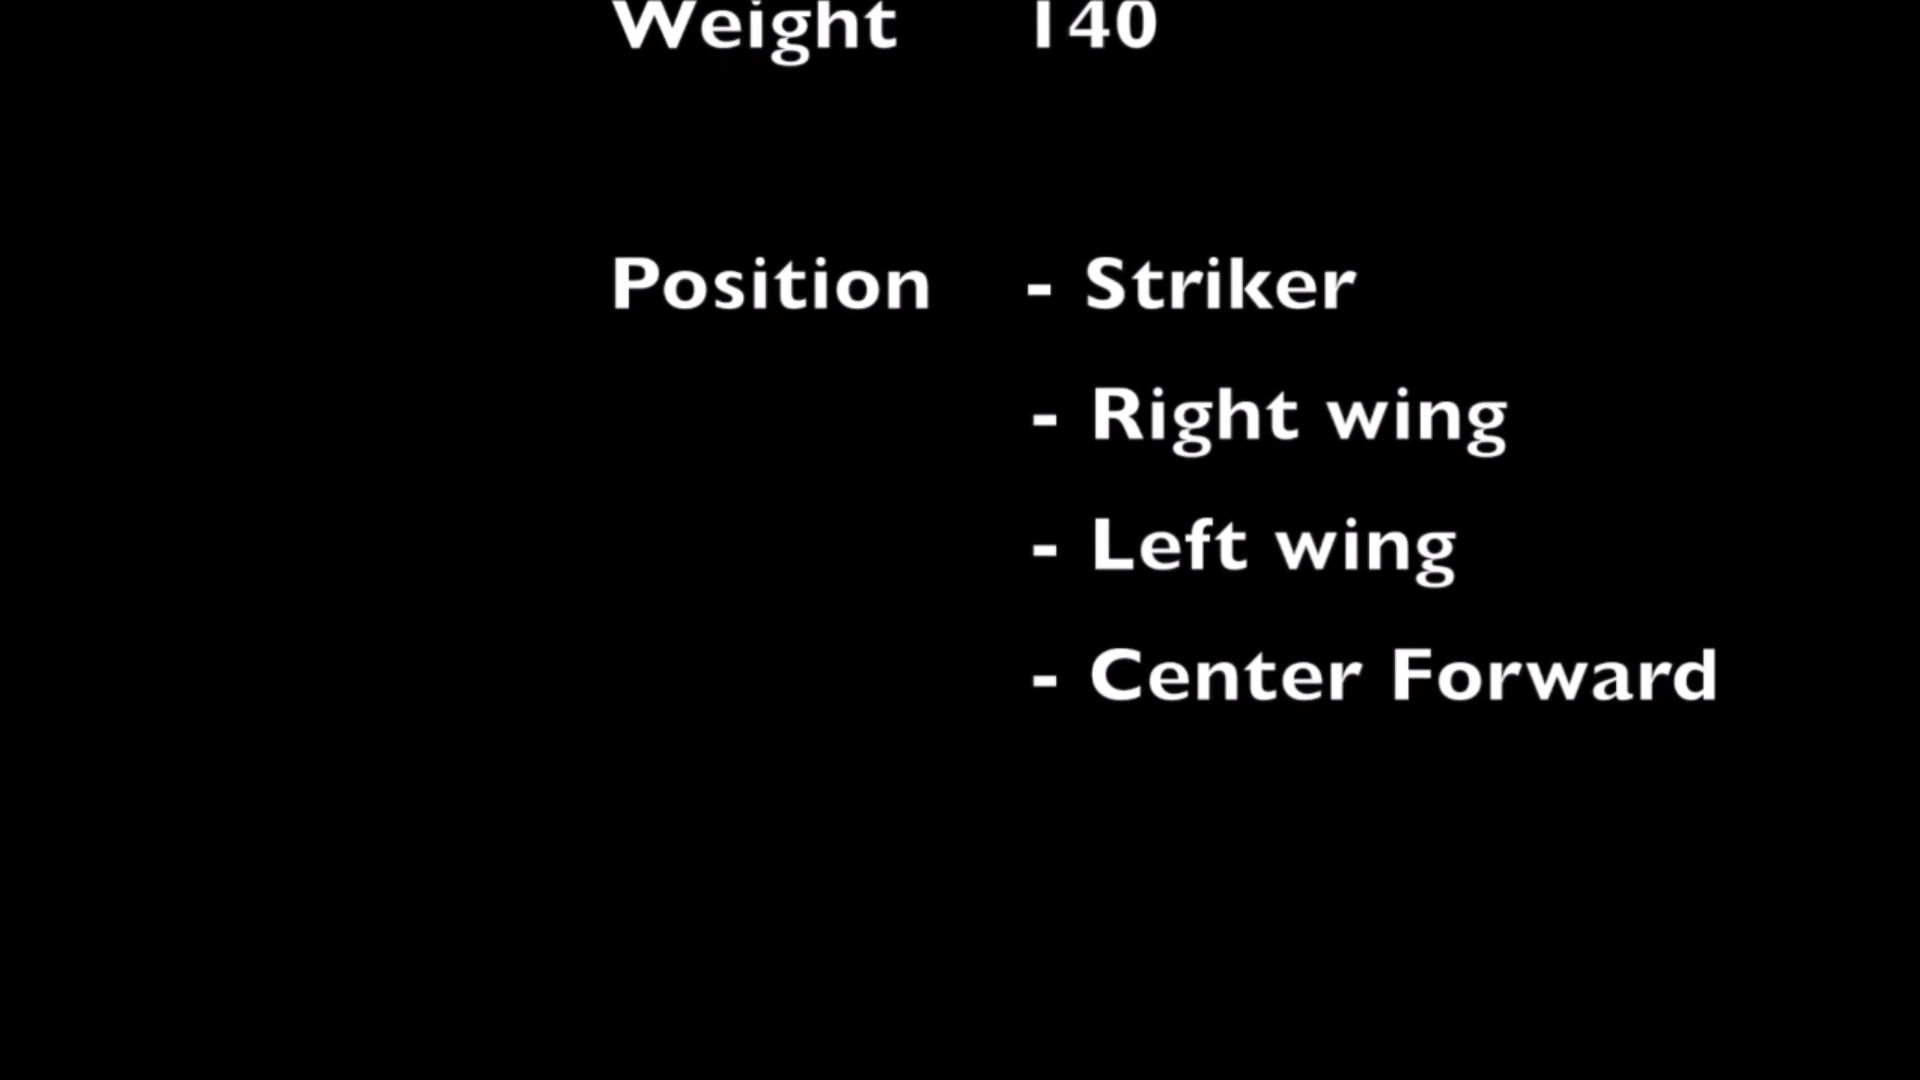 Weight 140
Position - Striker
- Right wing
- Left wing
- Center Forward